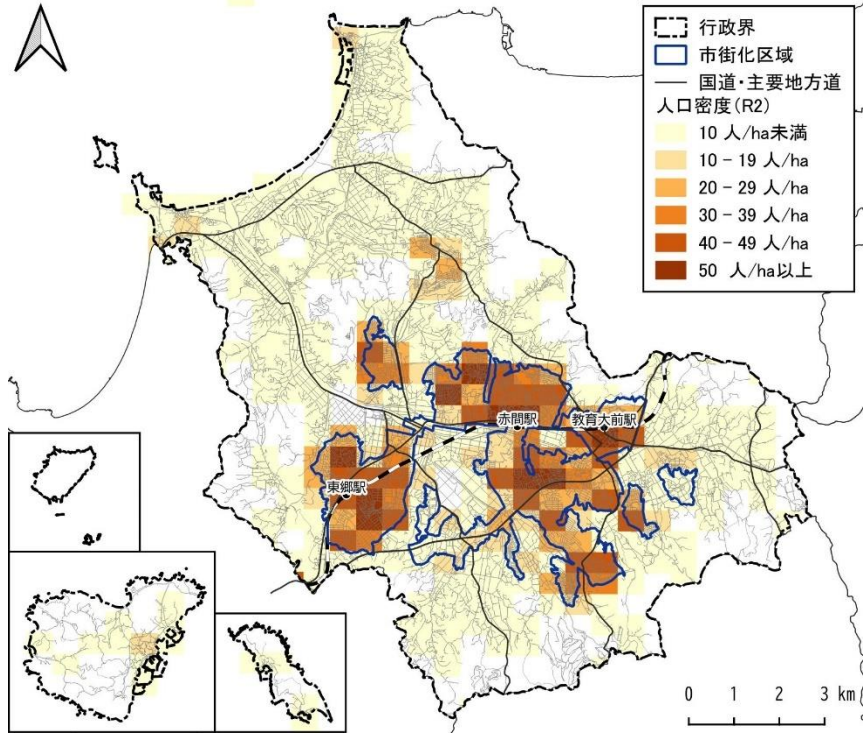 行政界
市街化区域
国道・主要地方道
人口密度(R2)
10 人/ha未満
10 - 19 人/ha
20 - 29 人/ha
30 - 39 人/ha
40 - 49 人/ha
50 人/ha以上
赤間駅
教育大前駅
東郷駅
0 1 2 3 km